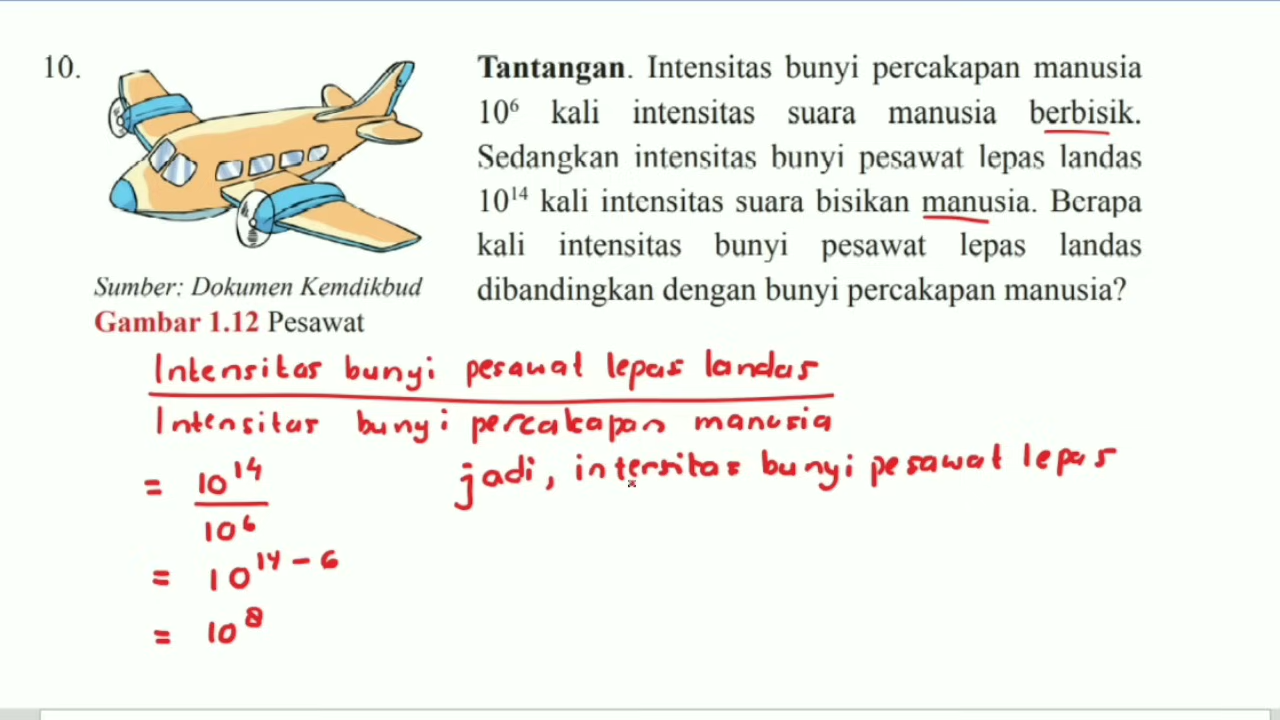 10.
Tantangan. Intensitas bunyi percakapan manusia
10⁶ kali intensitas suara manusia berbisik.
Sedangkan intensitas bunyi pesawat lepas landas
10¹⁴ kali intensitas suara bisikan manusia. Berapa
kali intensitas bunyi pesawat lepas landas
dibandingkan dengan bunyi percakapan manusia?
Sumber: Dokumen Kemdikbud
Gambar 1.12 Pesawat
Intensitas bunyi pesawat lepas landas
Intensitas bunyi percakapan manusia
= 10¹⁴
10⁶
= 10¹⁴⁻⁶
= 10⁸
jadi, intensitas bunyi pesawat lepas